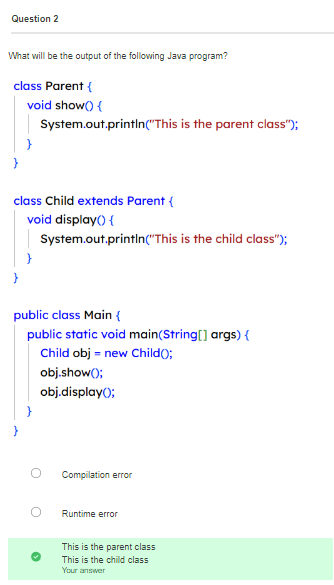 Question 2
What will be the output of the following Java program?
class Parent {
void show() {
System.out.println("This is the parent class");
}
}
class Child extends Parent {
void display() {
System.out.println("This is the child class");
}
}
public class Main {
public static void main(String[] args) {
Child obj = new Child();
obj.show();
obj.display();
}
}
Compilation error
Runtime error
This is the parent class
This is the child class
Your answer